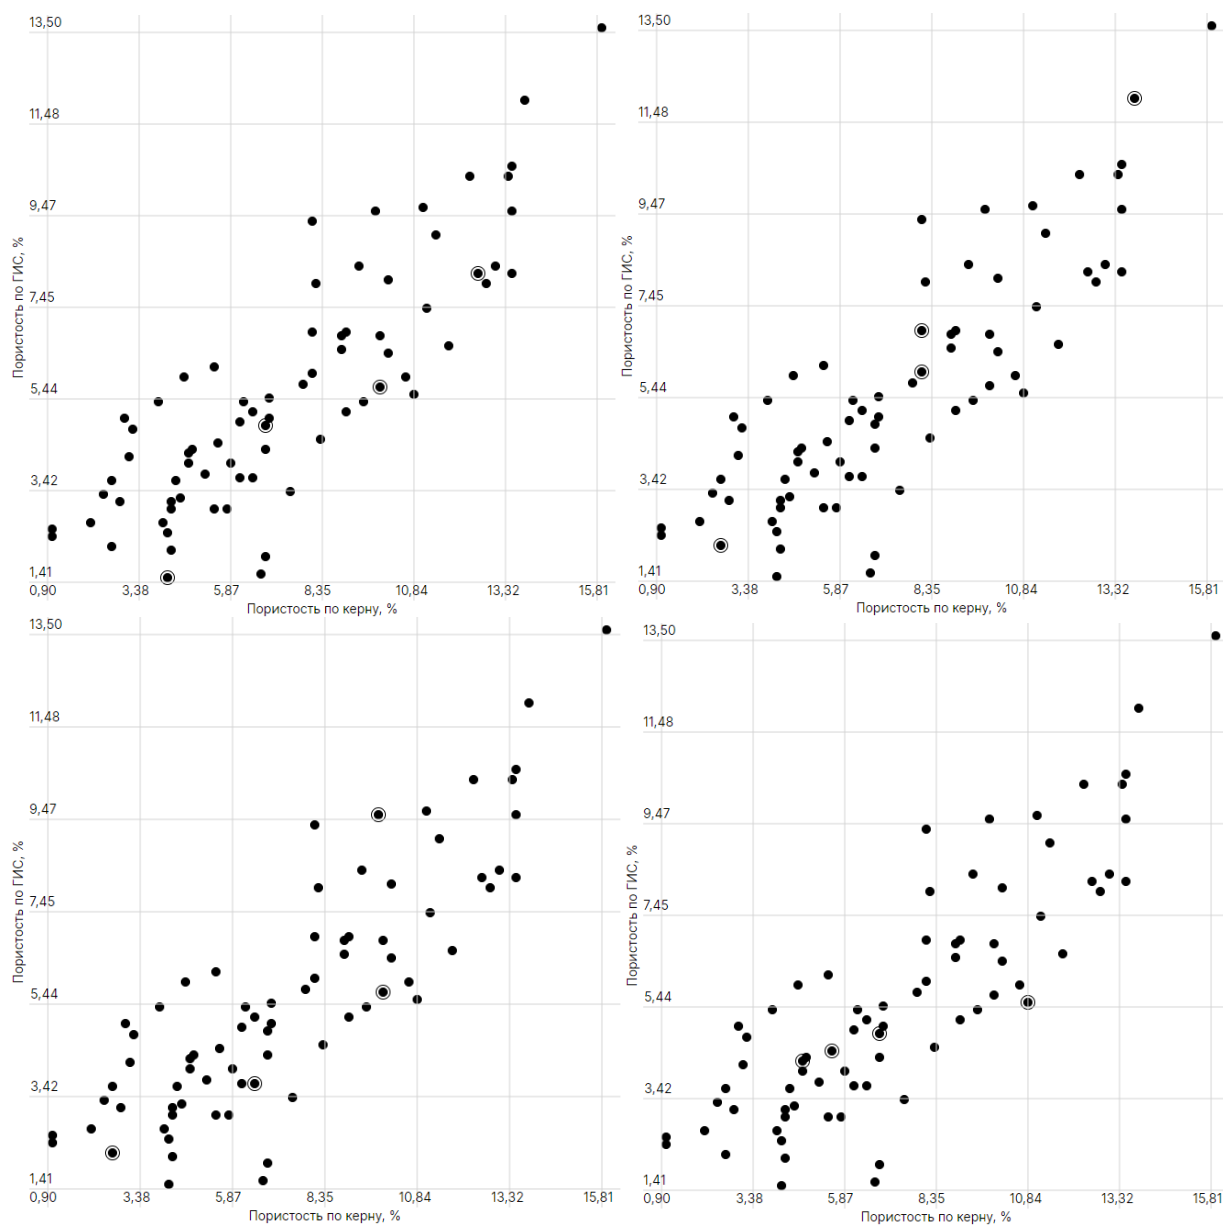 13,50
11,48
9,47
7,45
5,44
3,42
1,41
Пористость по ГИС, %
0,90 3,38 5,87 8,35 10,84 13,32 15,81
Пористость по керну, %
13,50
11,48
9,47
7,45
5,44
3,42
1,41
Пористость по ГИС, %
0,90 3,38 5,87 8,35 10,84 13,32 15,81
Пористость по керну, %
13,50
11,48
9,47
7,45
5,44
3,42
1,41
Пористость по ГИС, %
0,90 3,38 5,87 8,35 10,84 13,32 15,81
Пористость по керну, %
13,50
11,48
9,47
7,45
5,44
3,42
1,41
Пористость по ГИС, %
0,90 3,38 5,87 8,35 10,84 13,32 15,81
Пористость по керну, %